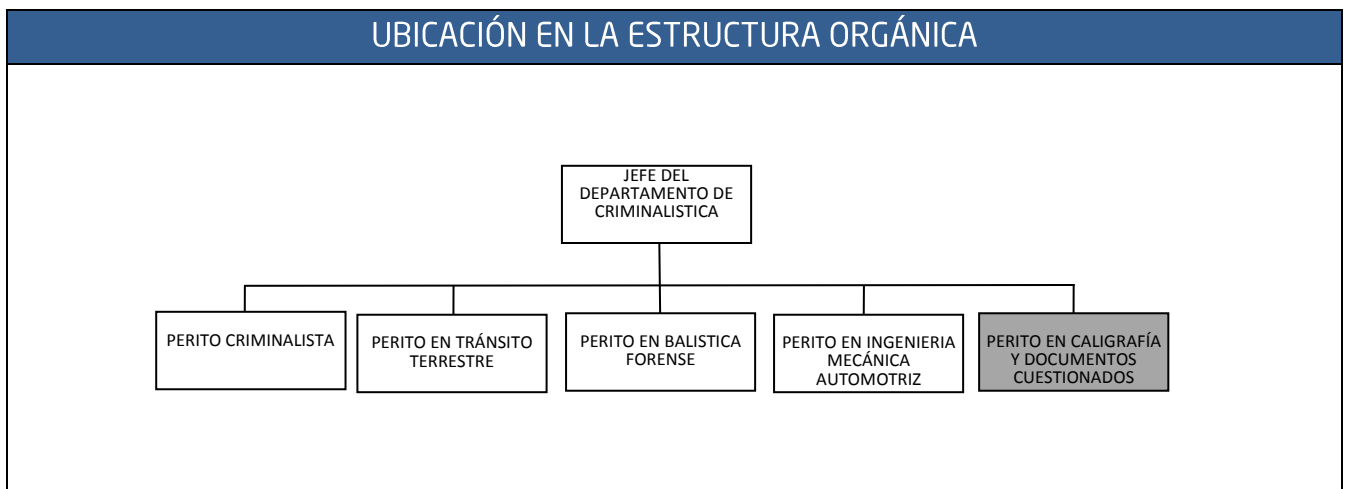 UBICACIÓN EN LA ESTRUCTURA ORGÁNICA
JEFE DEL
DEPARTAMENTO DE
CRIMINALISTICA
PERITO CRIMINALISTA
PERITO EN TRÁNSITO
TERRESTRE
PERITO EN BALISTICA
FORENSE
PERITO EN INGENIERIA
MECÁNICA
AUTOMOTRIZ
PERITO EN CALIGRAFÍA
Y DOCUMENTOS
CUESTIONADOS